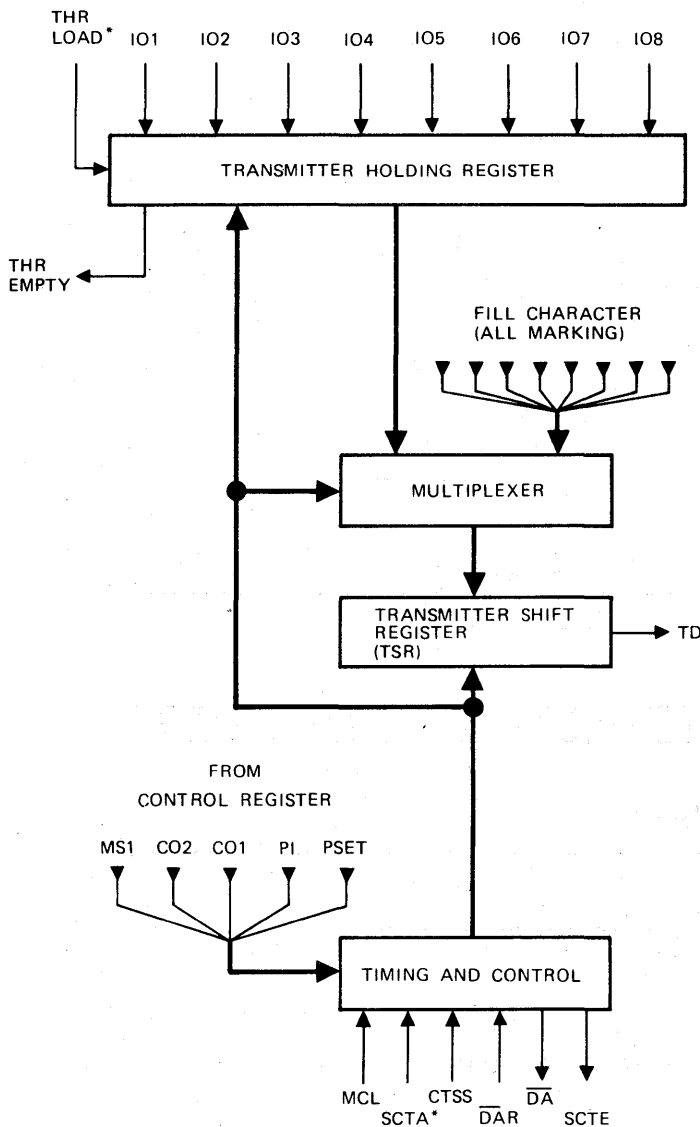 THR
LOAD*
IO1 IO2 IO3 IO4 IO5 IO6 IO7 IO8
TRANSMITTER HOLDING REGISTER
THR
EMPTY
FILL CHARACTER
(ALL MARKING)
MULTIPLEXER
TRANSMITTER SHIFT
REGISTER
(TSR)
TD
FROM
CONTROL REGISTER
MS1 CO2 CO1 PI PSET
TIMING AND CONTROL
MCL
SCTA*
CTSS
D̅A̅R
D̅A̅
SCTE